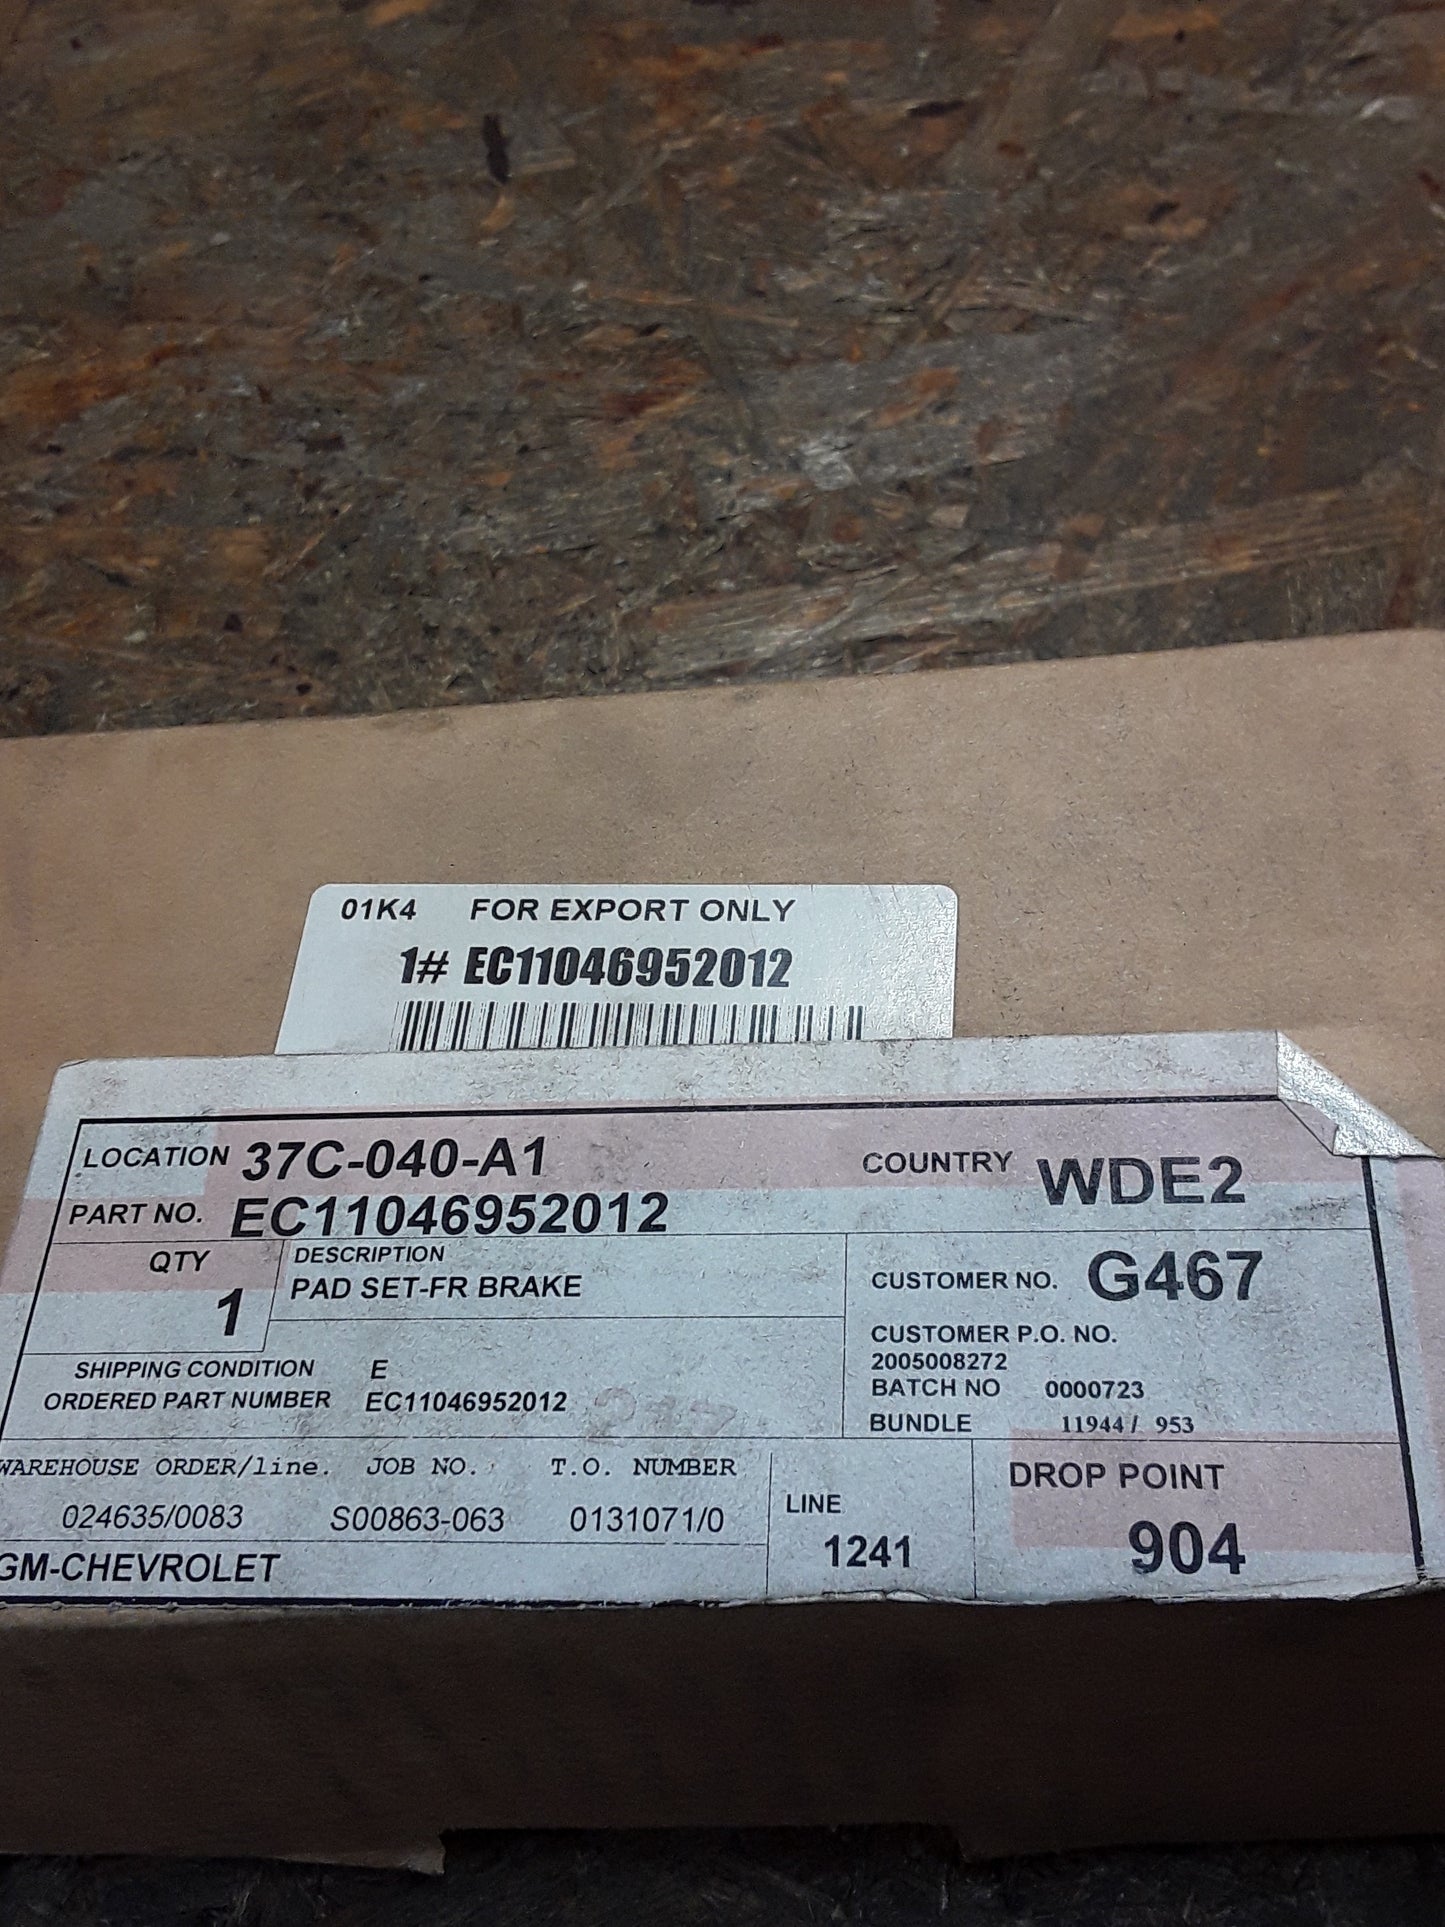 01K4 FOR EXPORT ONLY
1# EC11046952012
LOCATION 37C-040-A1
COUNTRY WDE2
PART NO. EC11046952012
QTY
1
DESCRIPTION
PAD SET-FR BRAKE
CUSTOMER NO. G467
CUSTOMER P.O. NO.
2005008272
BATCH NO 0000723
BUNDLE 11944 / 953
SHIPPING CONDITION E
ORDERED PART NUMBER EC11046952012
WAREHOUSE ORDER/line. JOB NO. T.O. NUMBER
024635/0083 S00863-063 0131071/0
LINE
1241
DROP POINT
904
GM-CHEVROLET